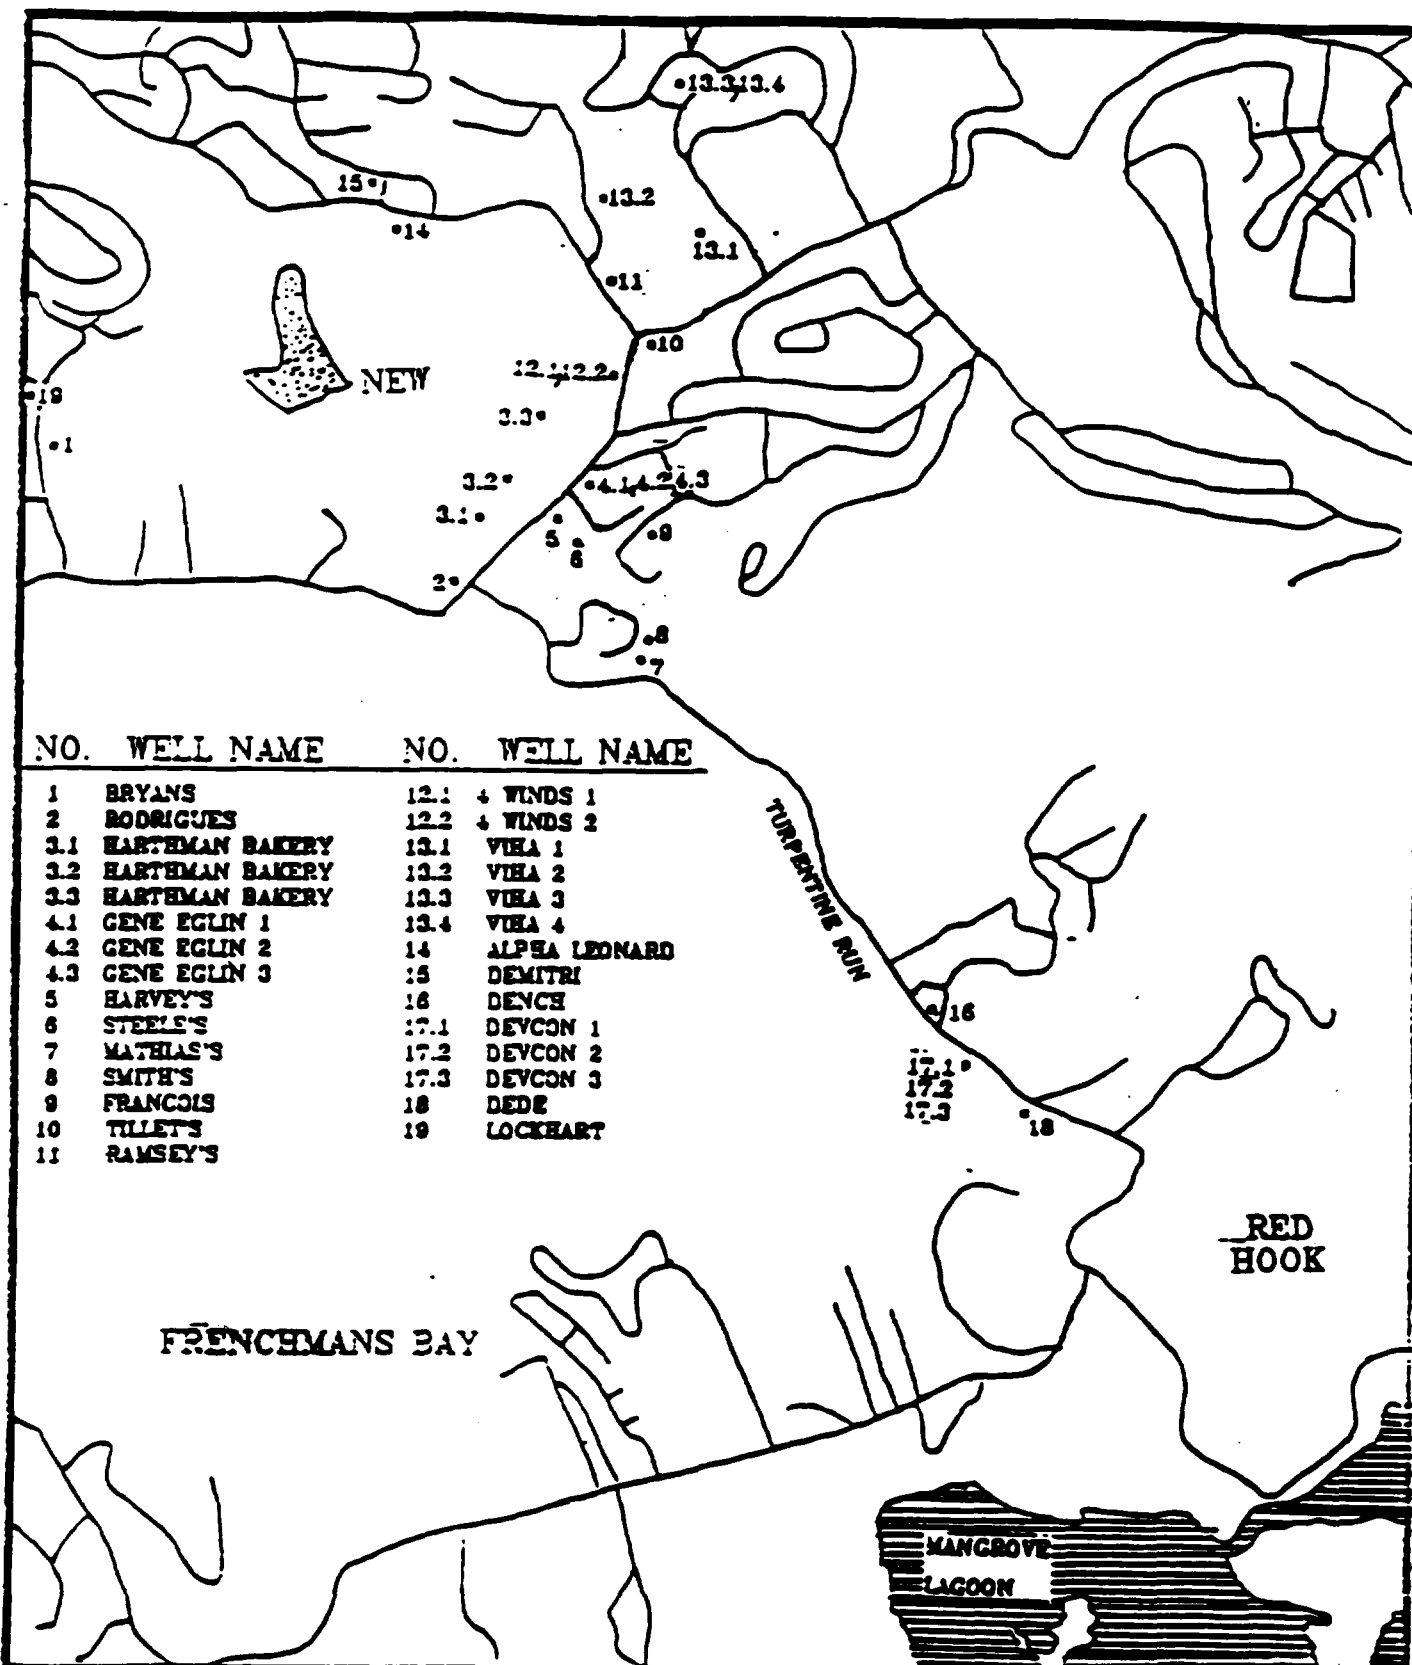 13.3,13.4
15
13.2
14
13.1
11
10
12.1,12.2
NEW
19
3.3
1
3.2
4.1,4.2,4.3
3.1
5
9
6
2
8
7
NO. WELL NAME NO. WELL NAME
1 BRYANS 12.1 4 WINDS 1
2 RODRIGUES 12.2 4 WINDS 2
3.1 HARTHMAN BAKERY 13.1 VIHA 1
3.2 HARTHMAN BAKERY 13.2 VIHA 2
3.3 HARTHMAN BAKERY 13.3 VIHA 3
4.1 GENE EGLIN 1 13.4 VIHA 4
4.2 GENE EGLIN 2 14 ALPHA LEONARD
4.3 GENE EGLIN 3 15 DEMITRI
5 HARVEY'S 16 DENCH
6 STEELE'S 17.1 DEVCON 1
7 MATHIAS'S 17.2 DEVCON 2
8 SMITH'S 17.3 DEVCON 3
9 FRANCOIS 18 DEDE
10 TILLET'S 19 LOCKHART
11 RAMSEY'S
TURPENTINE RUN
16
17.1
17.2
17.3
18
RED
HOOK
FRENCHMANS BAY
MANGROVE
LAGOON